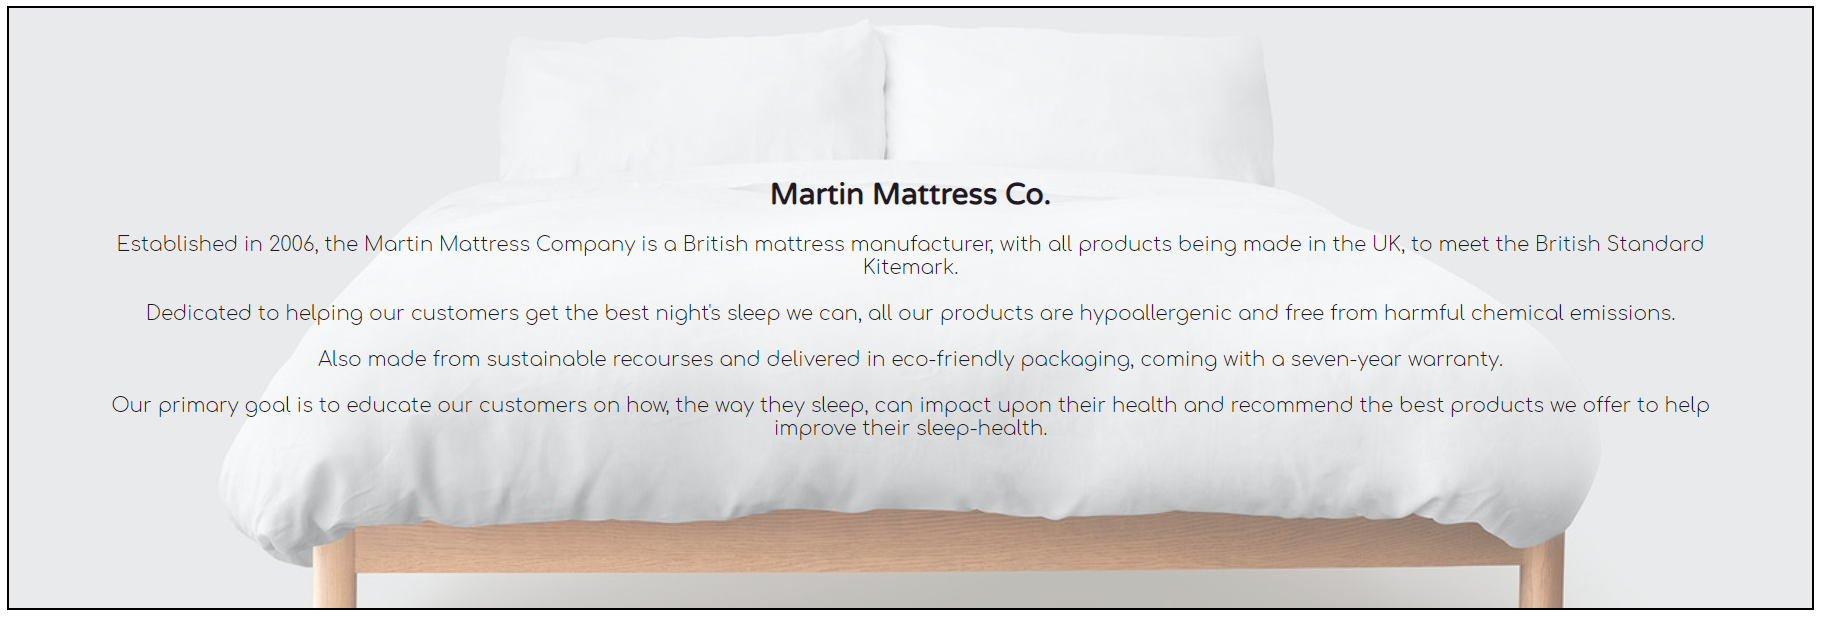 Martin Mattress Co.
Established in 2006, the Martin Mattress Company is a British mattress manufacturer, with all products being made in the UK, to meet the British Standard
Kitemark.
Dedicated to helping our customers get the best night's sleep we can, all our products are hypoallergenic and free from harmful chemical emissions.
Also made from sustainable recourses and delivered in eco-friendly packaging, coming with a seven-year warranty.
Our primary goal is to educate our customers on how, the way they sleep, can impact upon their health and recommend the best products we offer to help
improve their sleep-health.